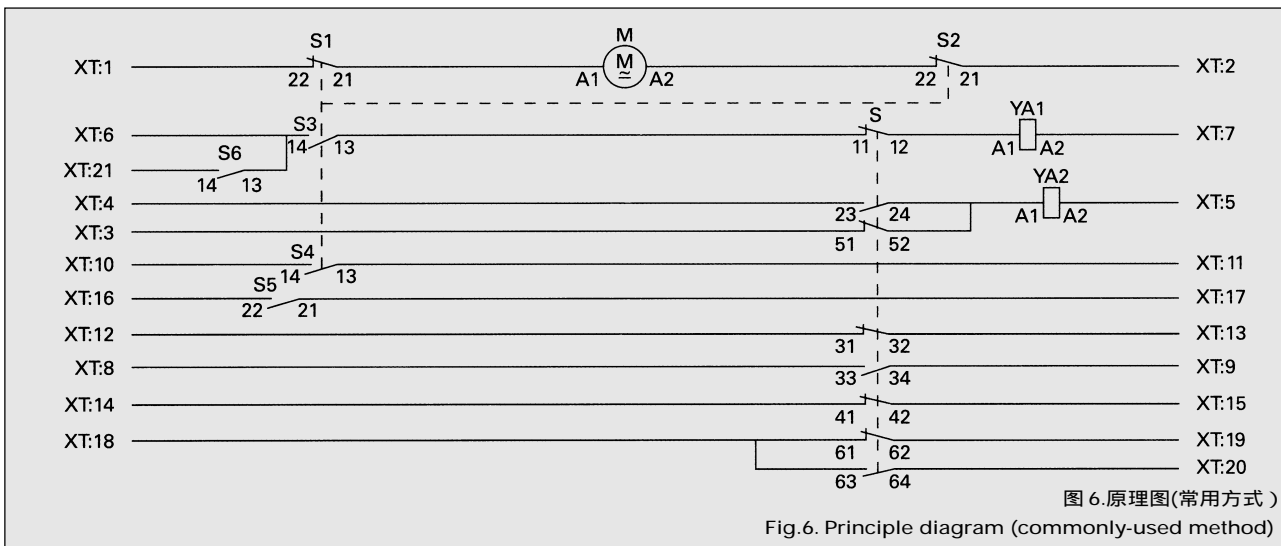 S1 M S2
XT:1 22 21 A1 M ≃ A2 22 21 XT:2
S3 S YA1
XT:6 14 13 11 12 A1 A2 XT:7
S6
XT:21 14 13
YA2
XT:4 23 24 A1 A2 XT:5
XT:3 51 52
S4
XT:10 14 13 XT:11
S5
XT:16 22 21 XT:17
XT:12 31 32 XT:13
XT:8 33 34 XT:9
XT:14 41 42 XT:15
XT:18 61 62 XT:19
63 64 XT:20
图 6.原理图(常用方式)
Fig.6. Principle diagram (commonly-used method)